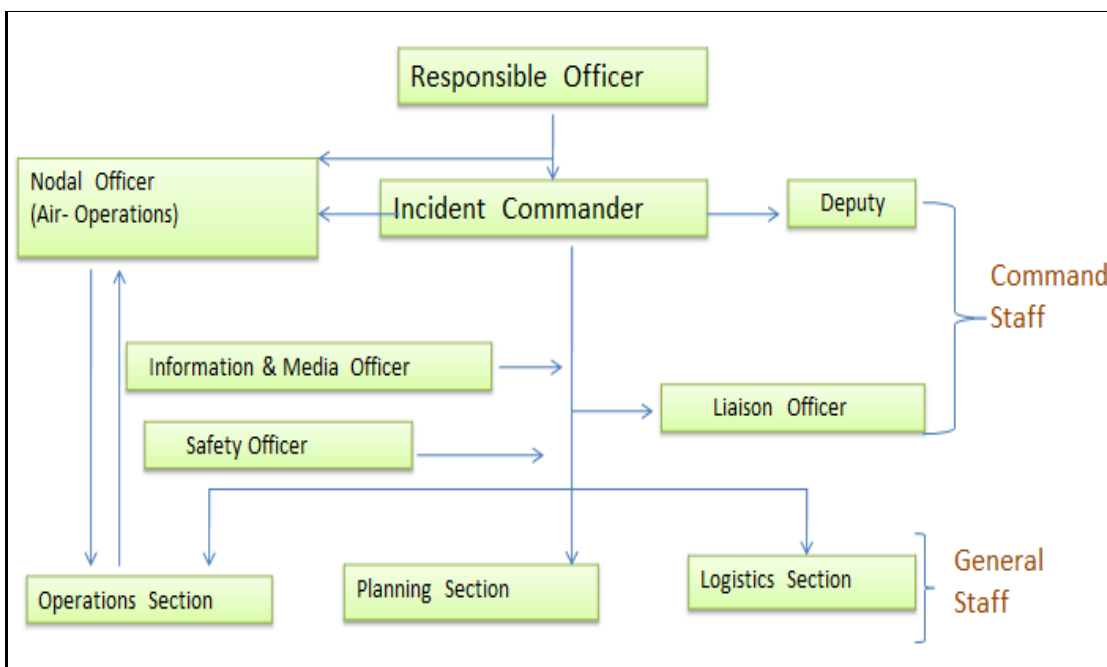 Responsible Officer
Nodal Officer
(Air- Operations)
Incident Commander
Deputy
Command
Staff
Information & Media Officer
Liaison Officer
Safety Officer
Operations Section
Planning Section
Logistics Section
General
Staff